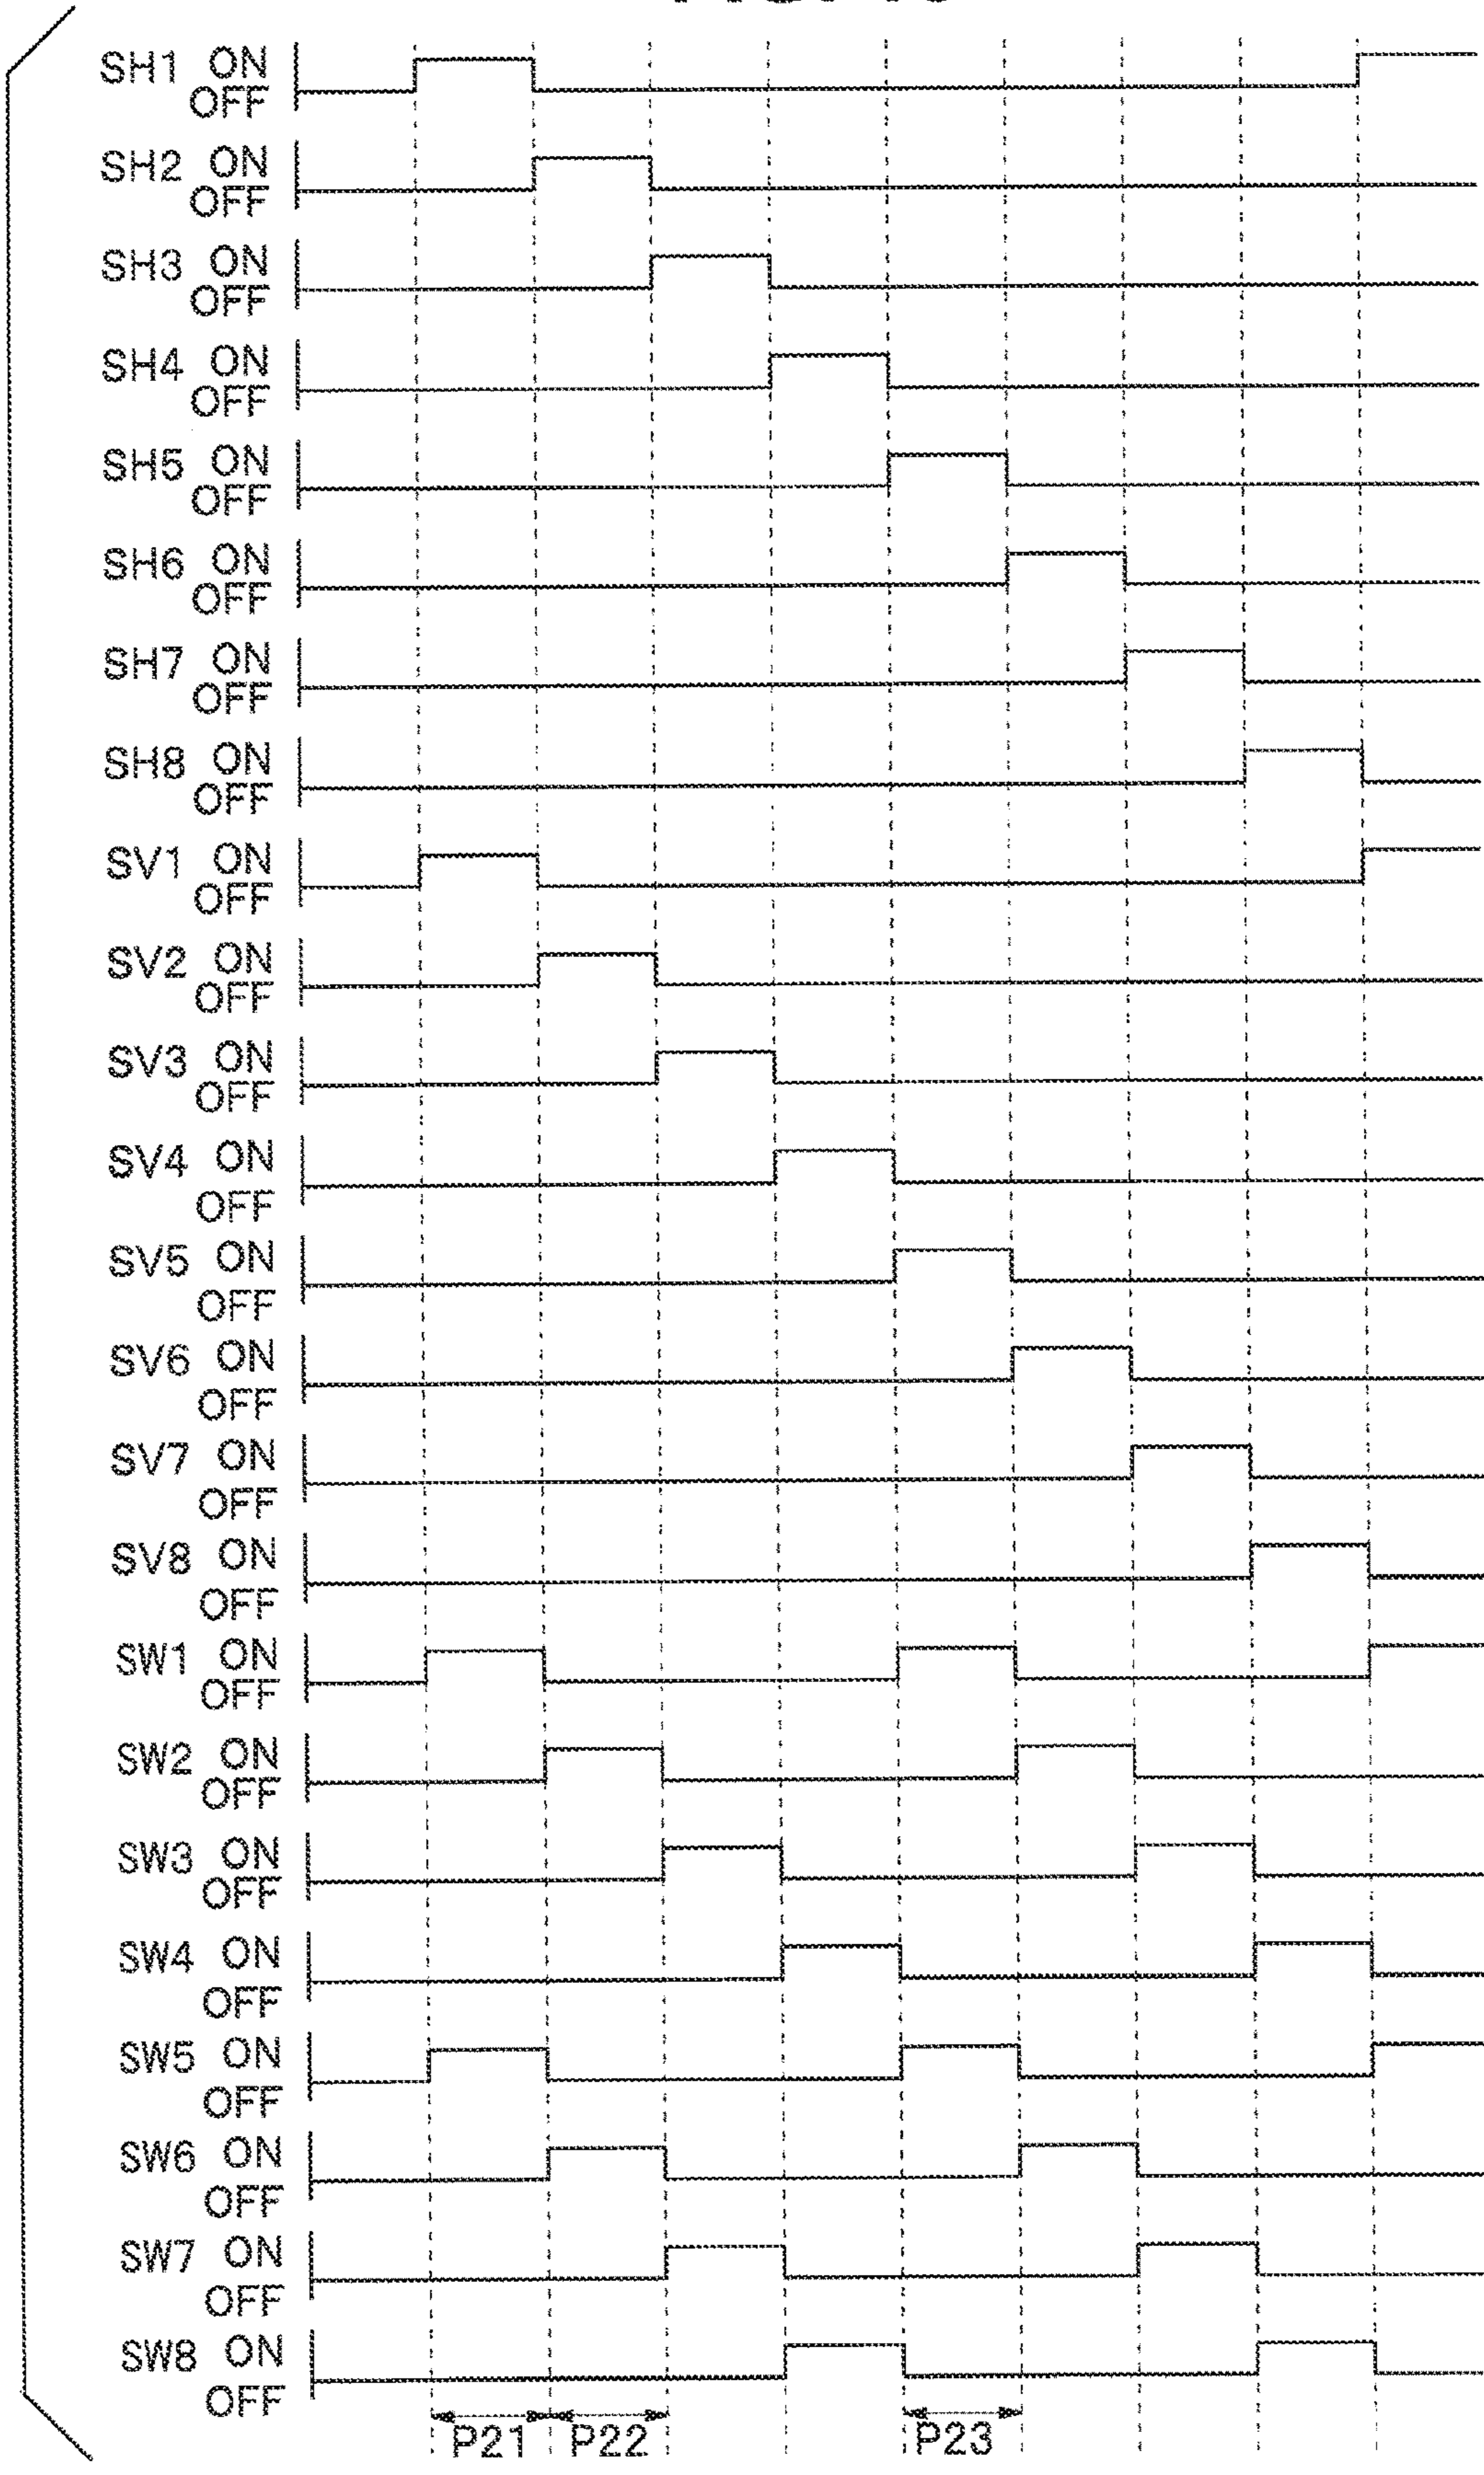 SH1 ON
OFF
SH2 ON
OFF
SH3 ON
OFF
SH4 ON
OFF
SH5 ON
OFF
SH6 ON
OFF
SH7 ON
OFF
SH8 ON
OFF
SV1 ON
OFF
SV2 ON
OFF
SV3 ON
OFF
SV4 ON
OFF
SV5 ON
OFF
SV6 ON
OFF
SV7 ON
OFF
SV8 ON
OFF
SW1 ON
OFF
SW2 ON
OFF
SW3 ON
OFF
SW4 ON
OFF
SW5 ON
OFF
SW6 ON
OFF
SW7 ON
OFF
SW8 ON
OFF
P21 P22 P23